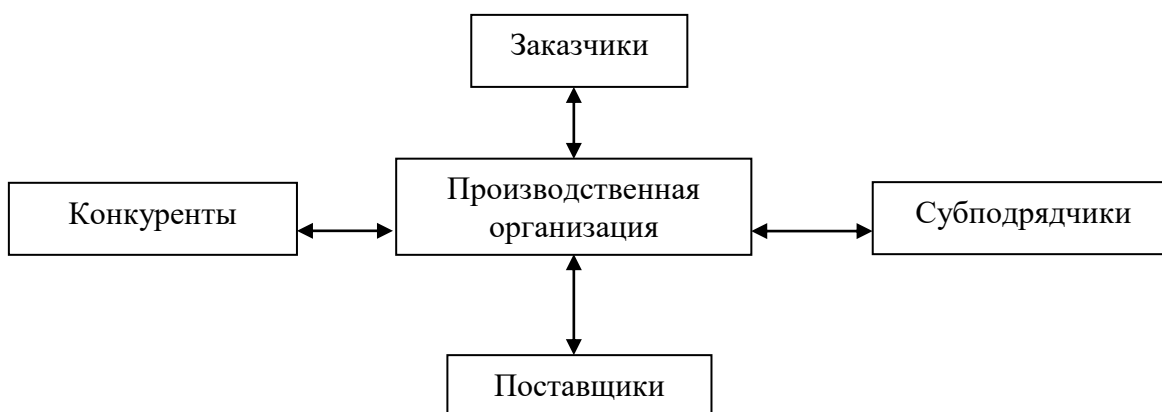 Заказчики
Производственная
организация
Конкуренты
Субподрядчики
Поставщики